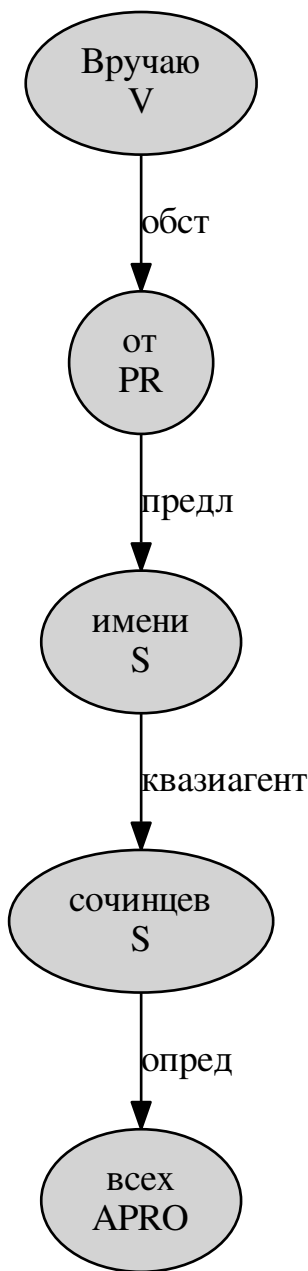 Вручаю
V
обст
от
PR
предл
имени
S
квазиагент
сочинцев
S
опред
всех
APRO